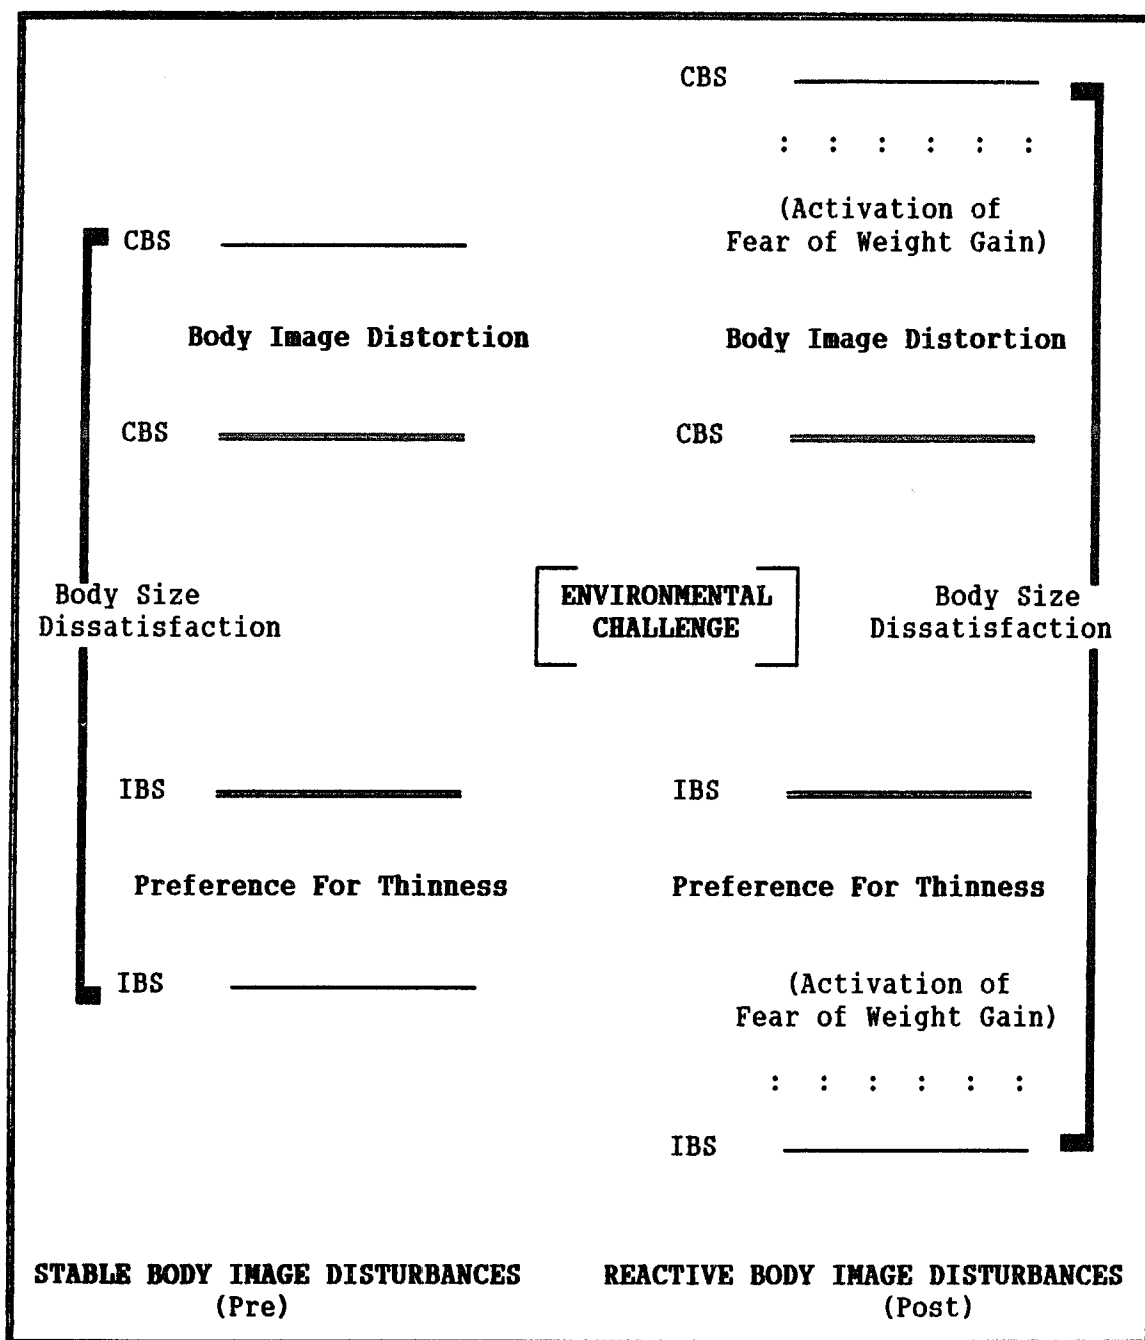 CBS
: : : : : :
(Activation of
Fear of Weight Gain)
CBS
Body Image Distortion
Body Image Distortion
CBS
CBS
Body Size
Dissatisfaction
ENVIRONMENTAL
CHALLENGE
Body Size
Dissatisfaction
IBS
IBS
Preference For Thinness
Preference For Thinness
IBS
(Activation of
Fear of Weight Gain)
: : : : : :
IBS
STABLE BODY IMAGE DISTURBANCES
(Pre)
REACTIVE BODY IMAGE DISTURBANCES
(Post)